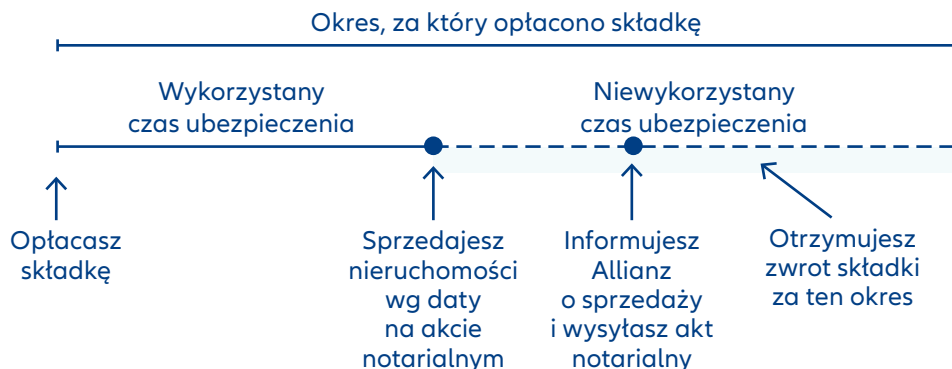 Okres, za który opłacono składkę
Wykorzystany
czas ubezpieczenia
Niewykorzystany
czas ubezpieczenia
Opłacasz
składkę
Sprzedajesz
nieruchomości
wg daty
na akcie
notarialnym
Informujesz
Allianz
o sprzedaży
i wysyłasz akt
notarialny
Otrzymujesz
zwrot składki
za ten okres